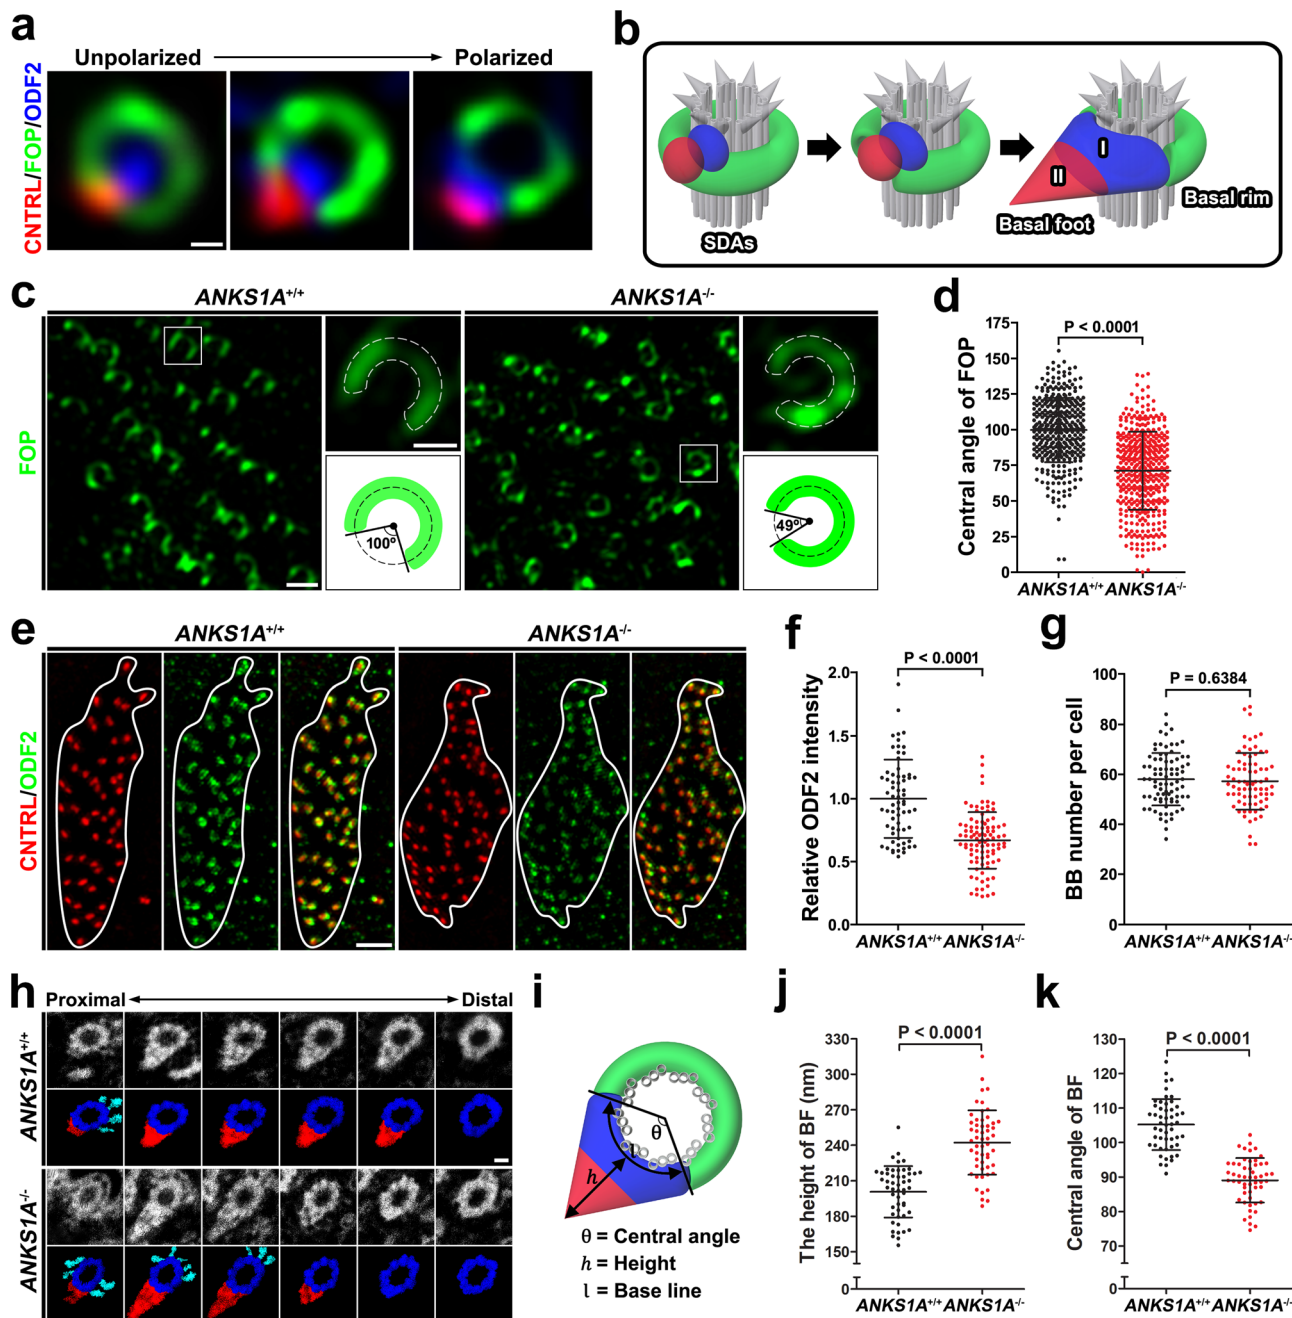 a
Unpolarized
Polarized
CNTRL/FOP/ODF2
b
I
II
SDAs
Basal foot
Basal rim
c
ANKS1A+/+
ANKS1A-/-
FOP
100º
49º
d
Central angle of FOP
175
150
125
100
75
50
25
0
P < 0.0001
ANKS1A+/+ ANKS1A-/-
e
ANKS1A+/+
ANKS1A-/-
CNTRL/ODF2
f
Relative ODF2 intensity
2.0
1.5
1.0
0.5
0.0
P < 0.0001
ANKS1A+/+ ANKS1A-/-
g
BB number per cell
100
80
60
40
20
0
P = 0.6384
ANKS1A+/+ ANKS1A-/-
h
Proximal
Distal
ANKS1A+/+
ANKS1A-/-
i
θ
l
h
θ = Central angle
h = Height
l = Base line
j
The height of BF (nm)
330
300
270
240
210
180
150
0
P < 0.0001
ANKS1A+/+ ANKS1A-/-
k
Central angle of BF
130
120
110
100
90
80
70
0
P < 0.0001
ANKS1A+/+ ANKS1A-/-